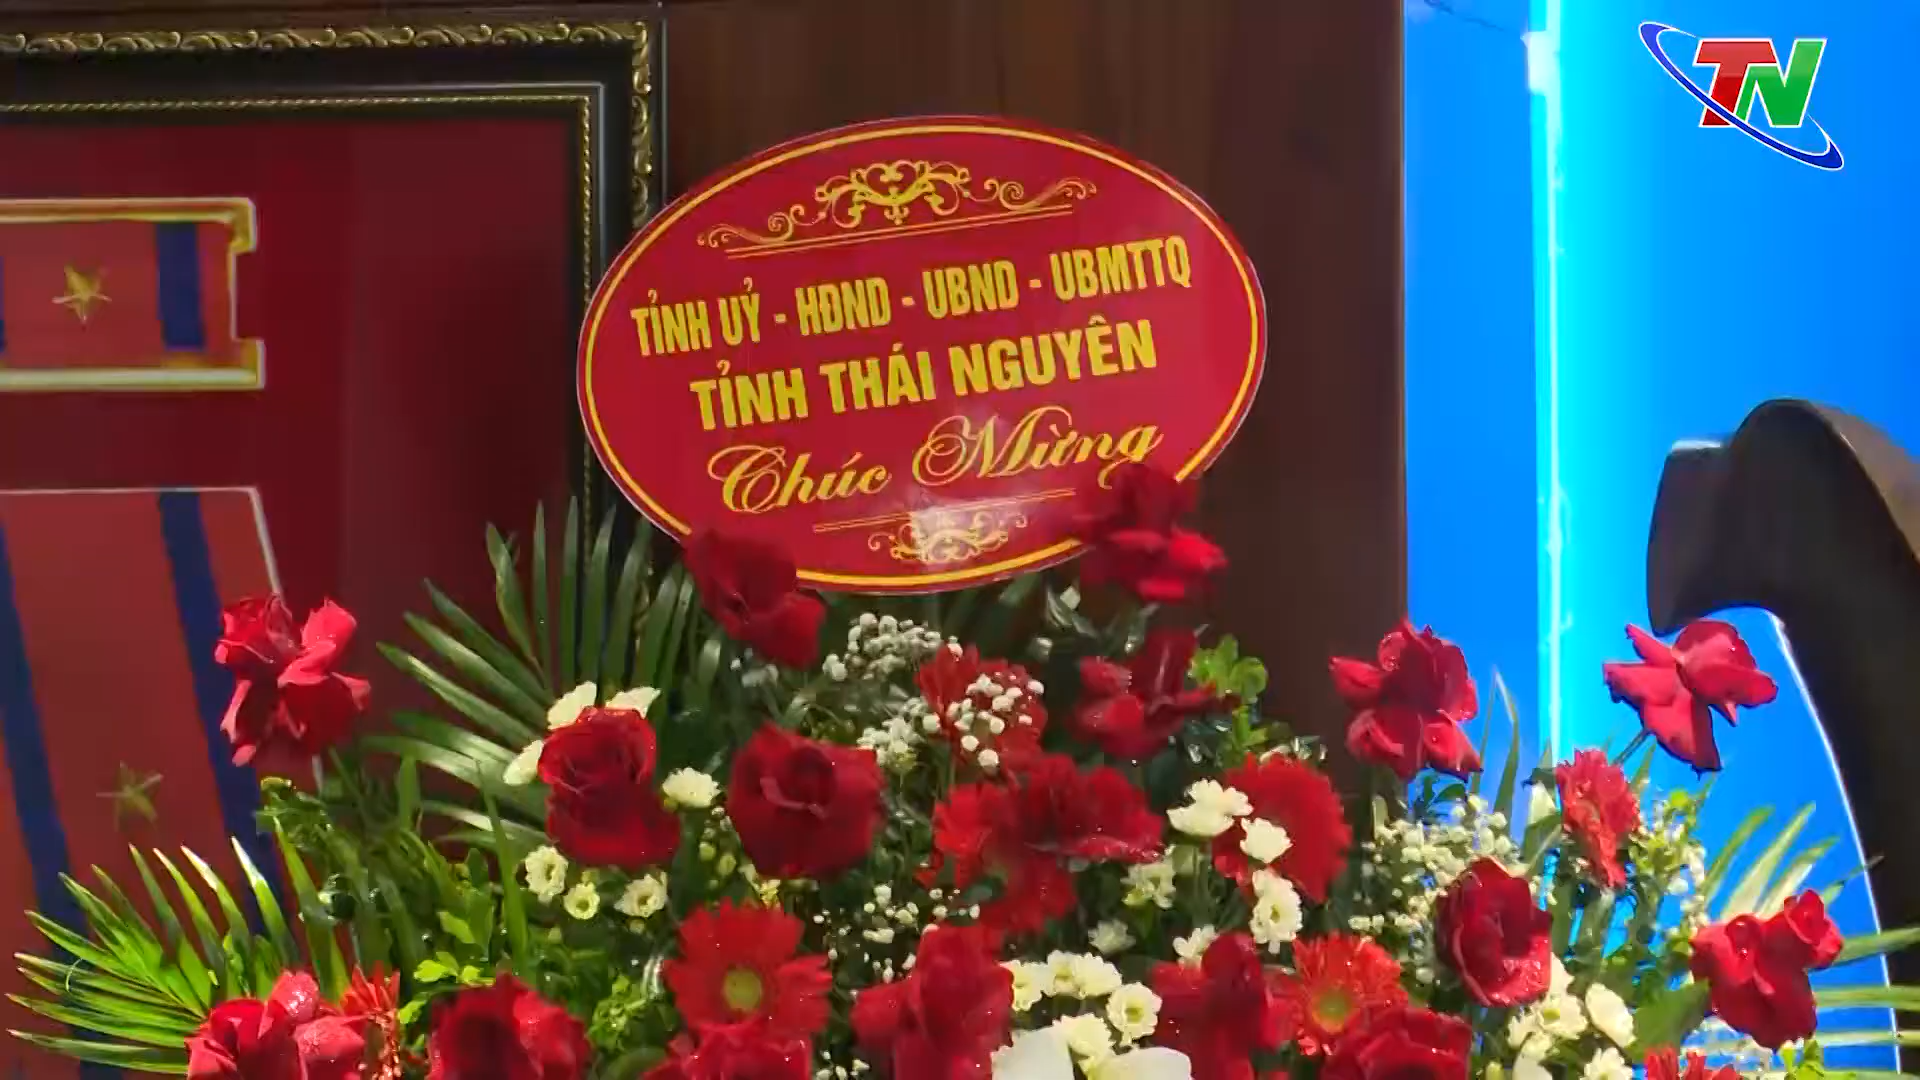 TN
TỈNH UỶ - HĐND - UBND - UBMTTQ
TỈNH THÁI NGUYÊN
Chúc Mừng